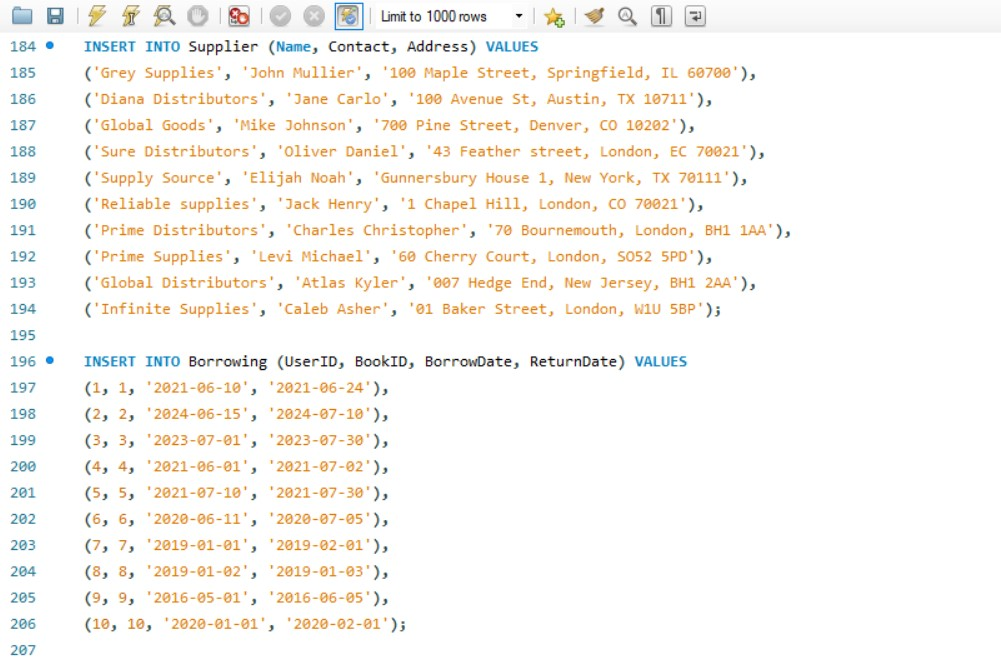 Limit to 1000 rows
184 INSERT INTO Supplier (Name, Contact, Address) VALUES
185 ('Grey Supplies', 'John Mullier', '100 Maple Street, Springfield, IL 60700'),
186 ('Diana Distributors', 'Jane Carlo', '100 Avenue St, Austin, TX 10711'),
187 ('Global Goods', 'Mike Johnson', '700 Pine Street, Denver, CO 10202'),
188 ('Sure Distributors', 'Oliver Daniel', '43 Feather street, London, EC 70021'),
189 ('Supply Source', 'Elijah Noah', 'Gunnersbury House 1, New York, TX 70111'),
190 ('Reliable supplies', 'Jack Henry', '1 Chapel Hill, London, CO 70021'),
191 ('Prime Distributors', 'Charles Christopher', '70 Bournemouth, London, BH1 1AA'),
192 ('Prime Supplies', 'Levi Michael', '60 Cherry Court, London, SO52 5PD'),
193 ('Global Distributors', 'Atlas Kyler', '007 Hedge End, New Jersey, BH1 2AA'),
194 ('Infinite Supplies', 'Caleb Asher', '01 Baker Street, London, W1U 5BP');
195
196 INSERT INTO Borrowing (UserID, BookID, BorrowDate, ReturnDate) VALUES
197 (1, 1, '2021-06-10', '2021-06-24'),
198 (2, 2, '2024-06-15', '2024-07-10'),
199 (3, 3, '2023-07-01', '2023-07-30'),
200 (4, 4, '2021-06-01', '2021-07-02'),
201 (5, 5, '2021-07-10', '2021-07-30'),
202 (6, 6, '2020-06-11', '2020-07-05'),
203 (7, 7, '2019-01-01', '2019-02-01'),
204 (8, 8, '2019-01-02', '2019-01-03'),
205 (9, 9, '2016-05-01', '2016-06-05'),
206 (10, 10, '2020-01-01', '2020-02-01');
207